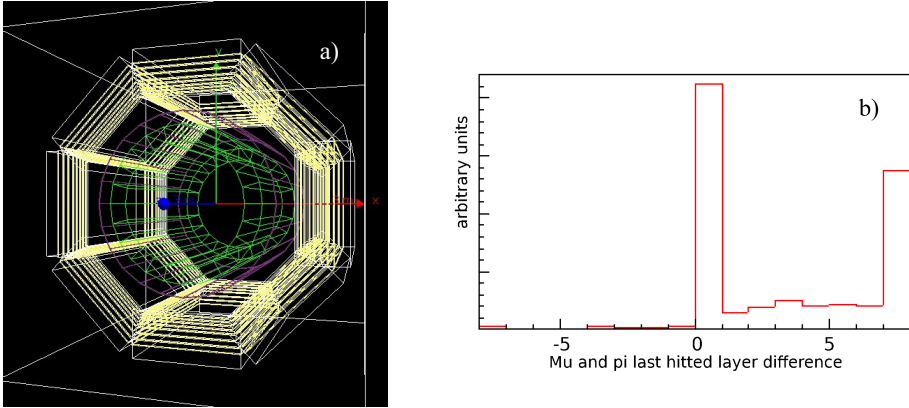 a)
y
x
b)
arbitrary units
-5 0 5
Mu and pi last hitted layer difference